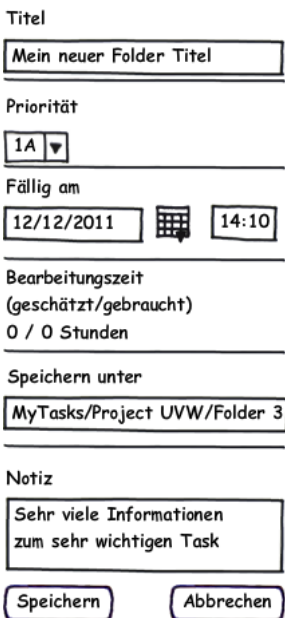 Titel
Mein neuer Folder Titel
Priorität
1A
Fällig am
12/12/2011 14:10
Bearbeitungszeit
(geschätzt/gebraucht)
0 / 0 Stunden
Speichern unter
MyTasks/Project UVW/Folder 3
Notiz
Sehr viele Informationen
zum sehr wichtigen Task
Speichern Abbrechen